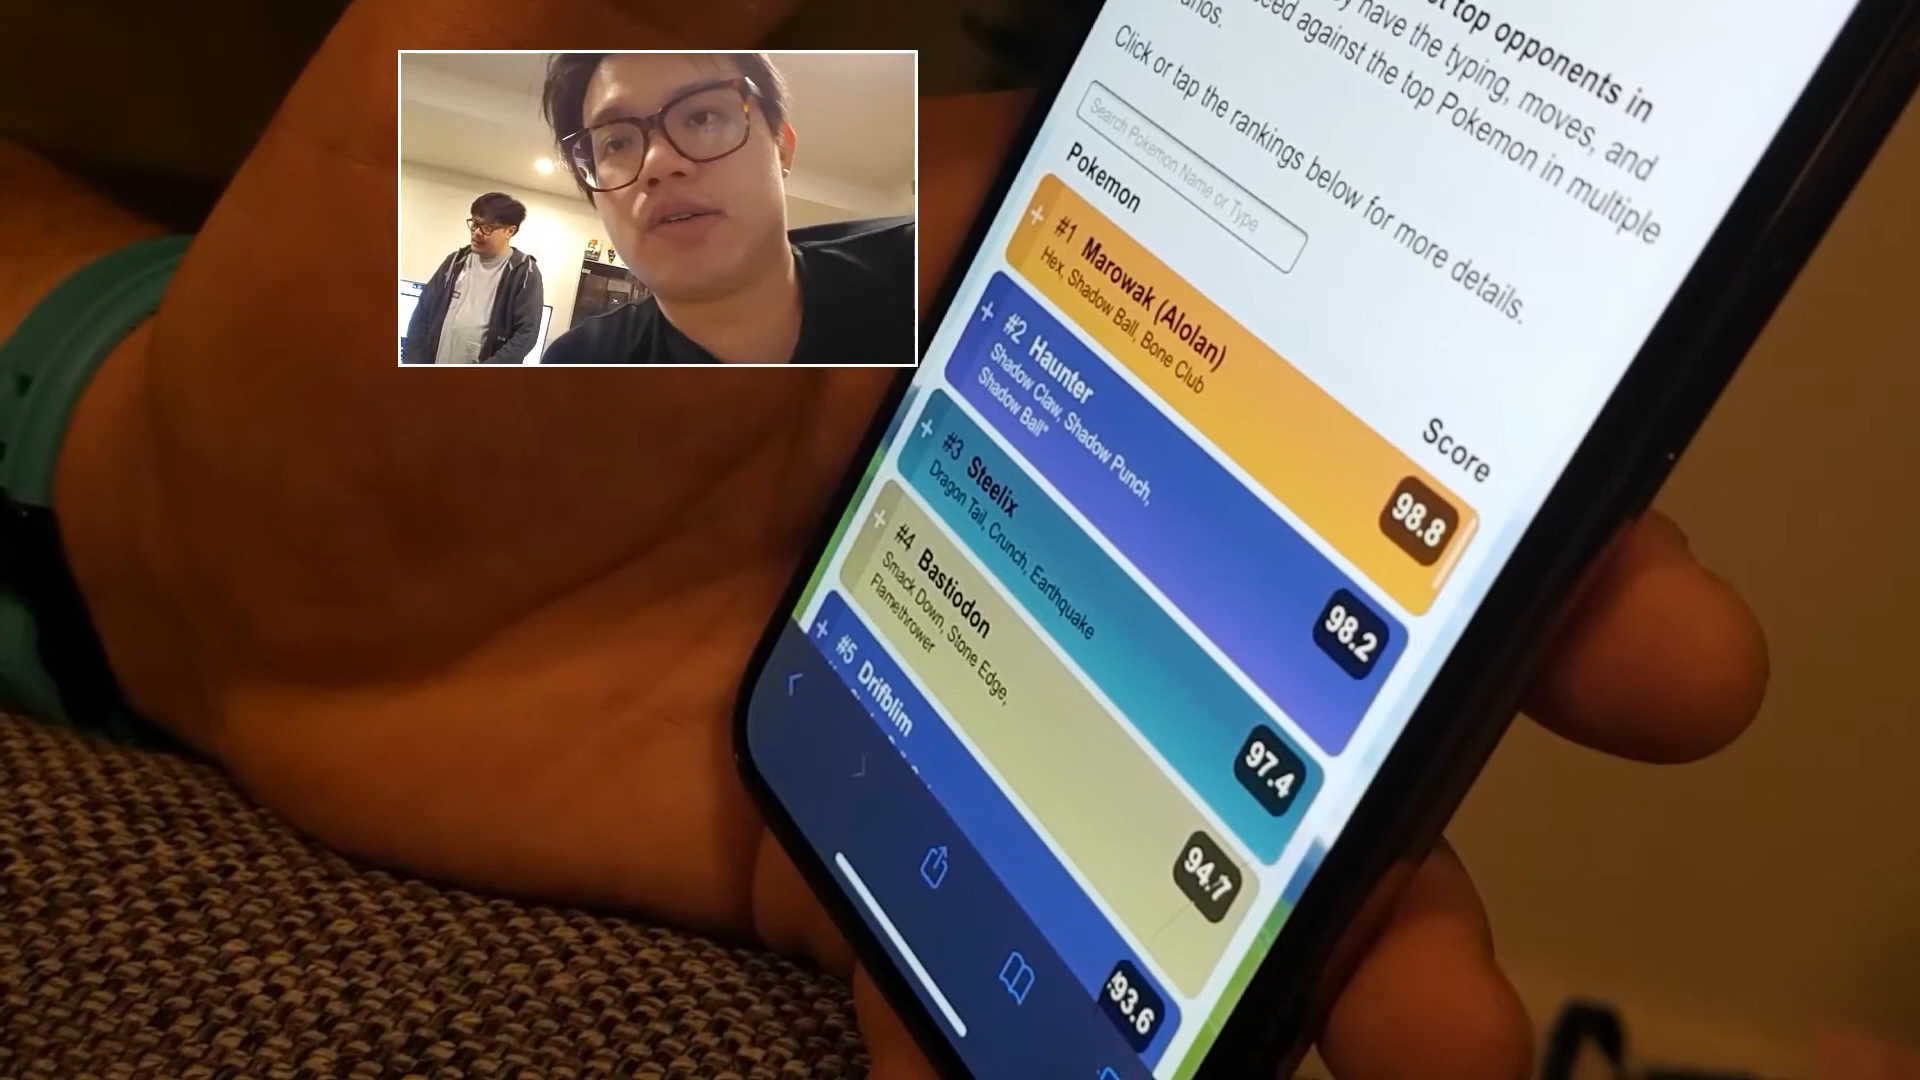 t top opponents in
have the typing, moves, and
eed against the top Pokemon in multiple
rios.
Click or tap the rankings below for more details.
Search Pokemon Name or Type
Pokemon
Score
+ #1 Marowak (Alolan)
Hex, Shadow Ball, Bone Club
98.8
+ #2 Haunter
Shadow Claw, Shadow Punch,
Shadow Ball*
98.2
+ #3 Steelix
Dragon Tail, Crunch, Earthquake
97.4
+ #4 Bastiodon
Smack Down, Stone Edge,
Flamethrower
94.7
+ #5 Drifblim
93.6